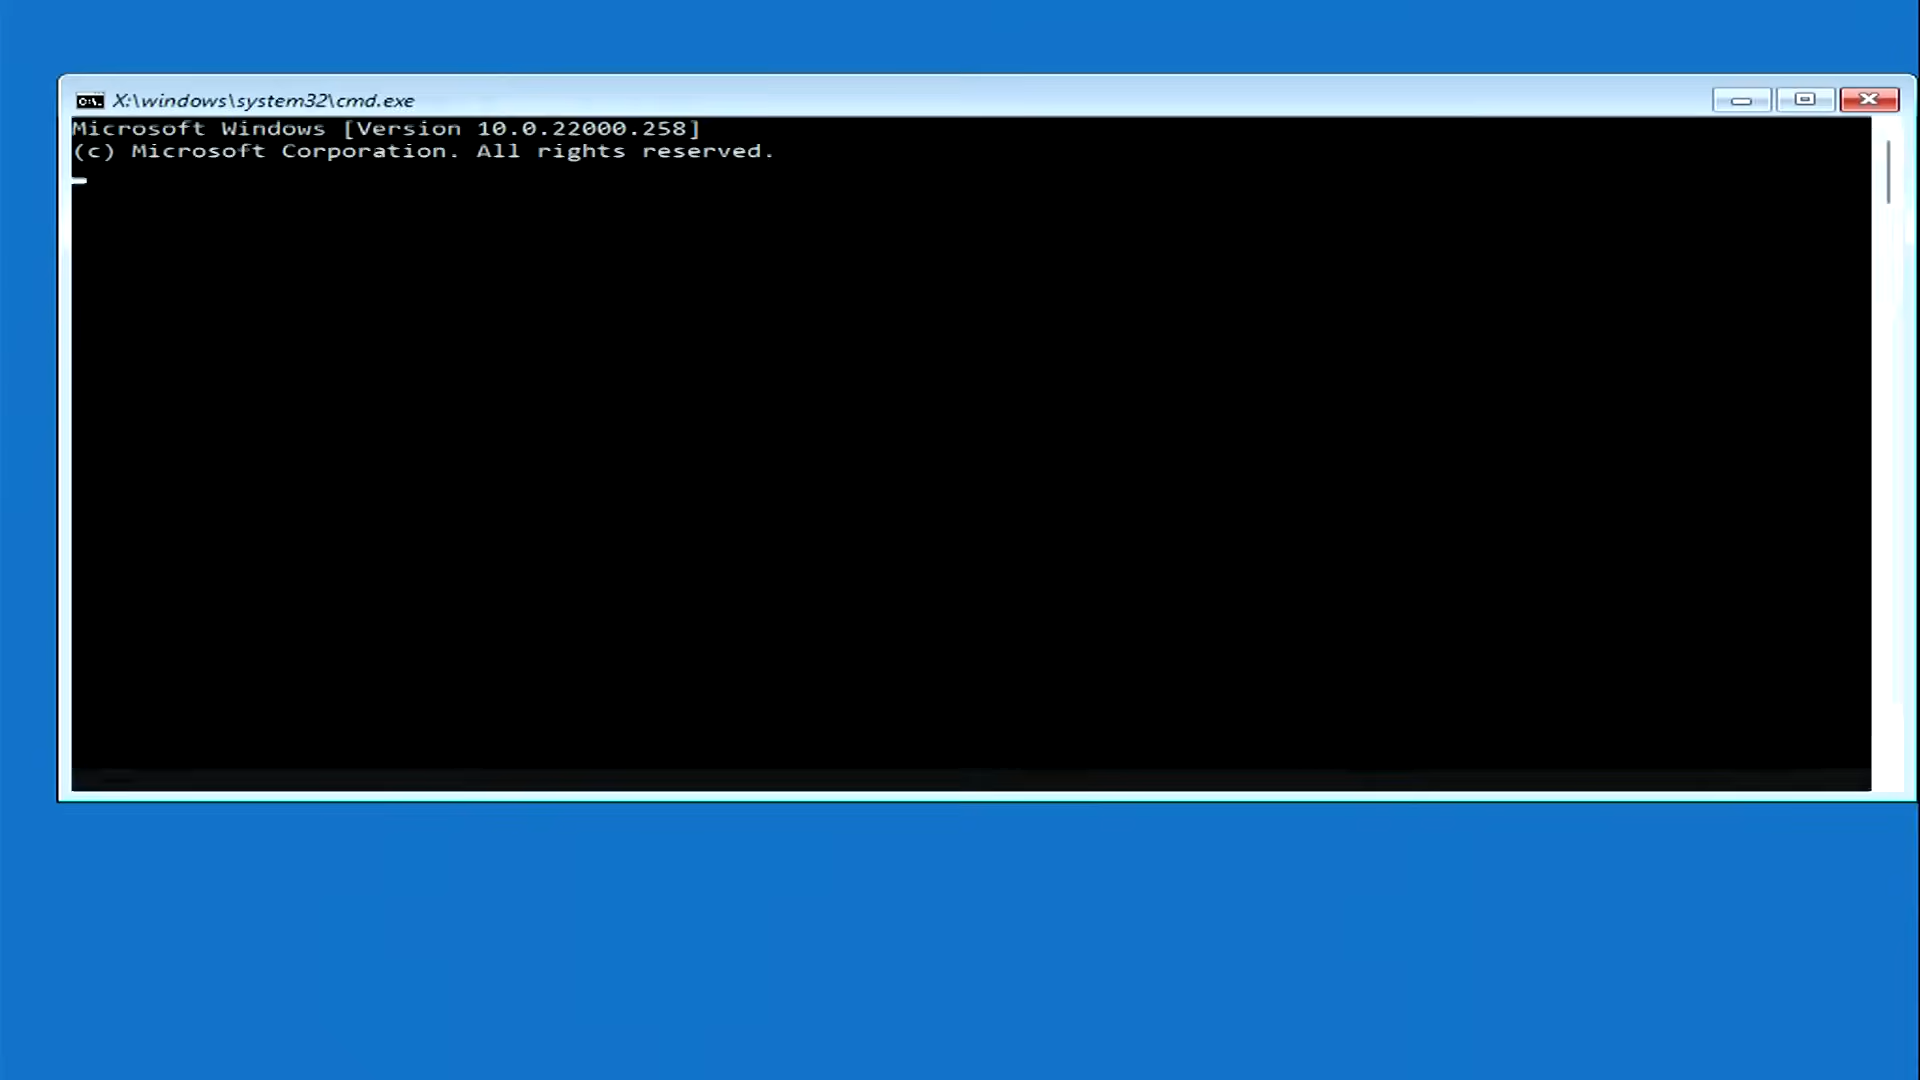 X:\windows\system32\cmd.exe
Microsoft Windows [Version 10.0.22000.258]
(c) Microsoft Corporation. All rights reserved.